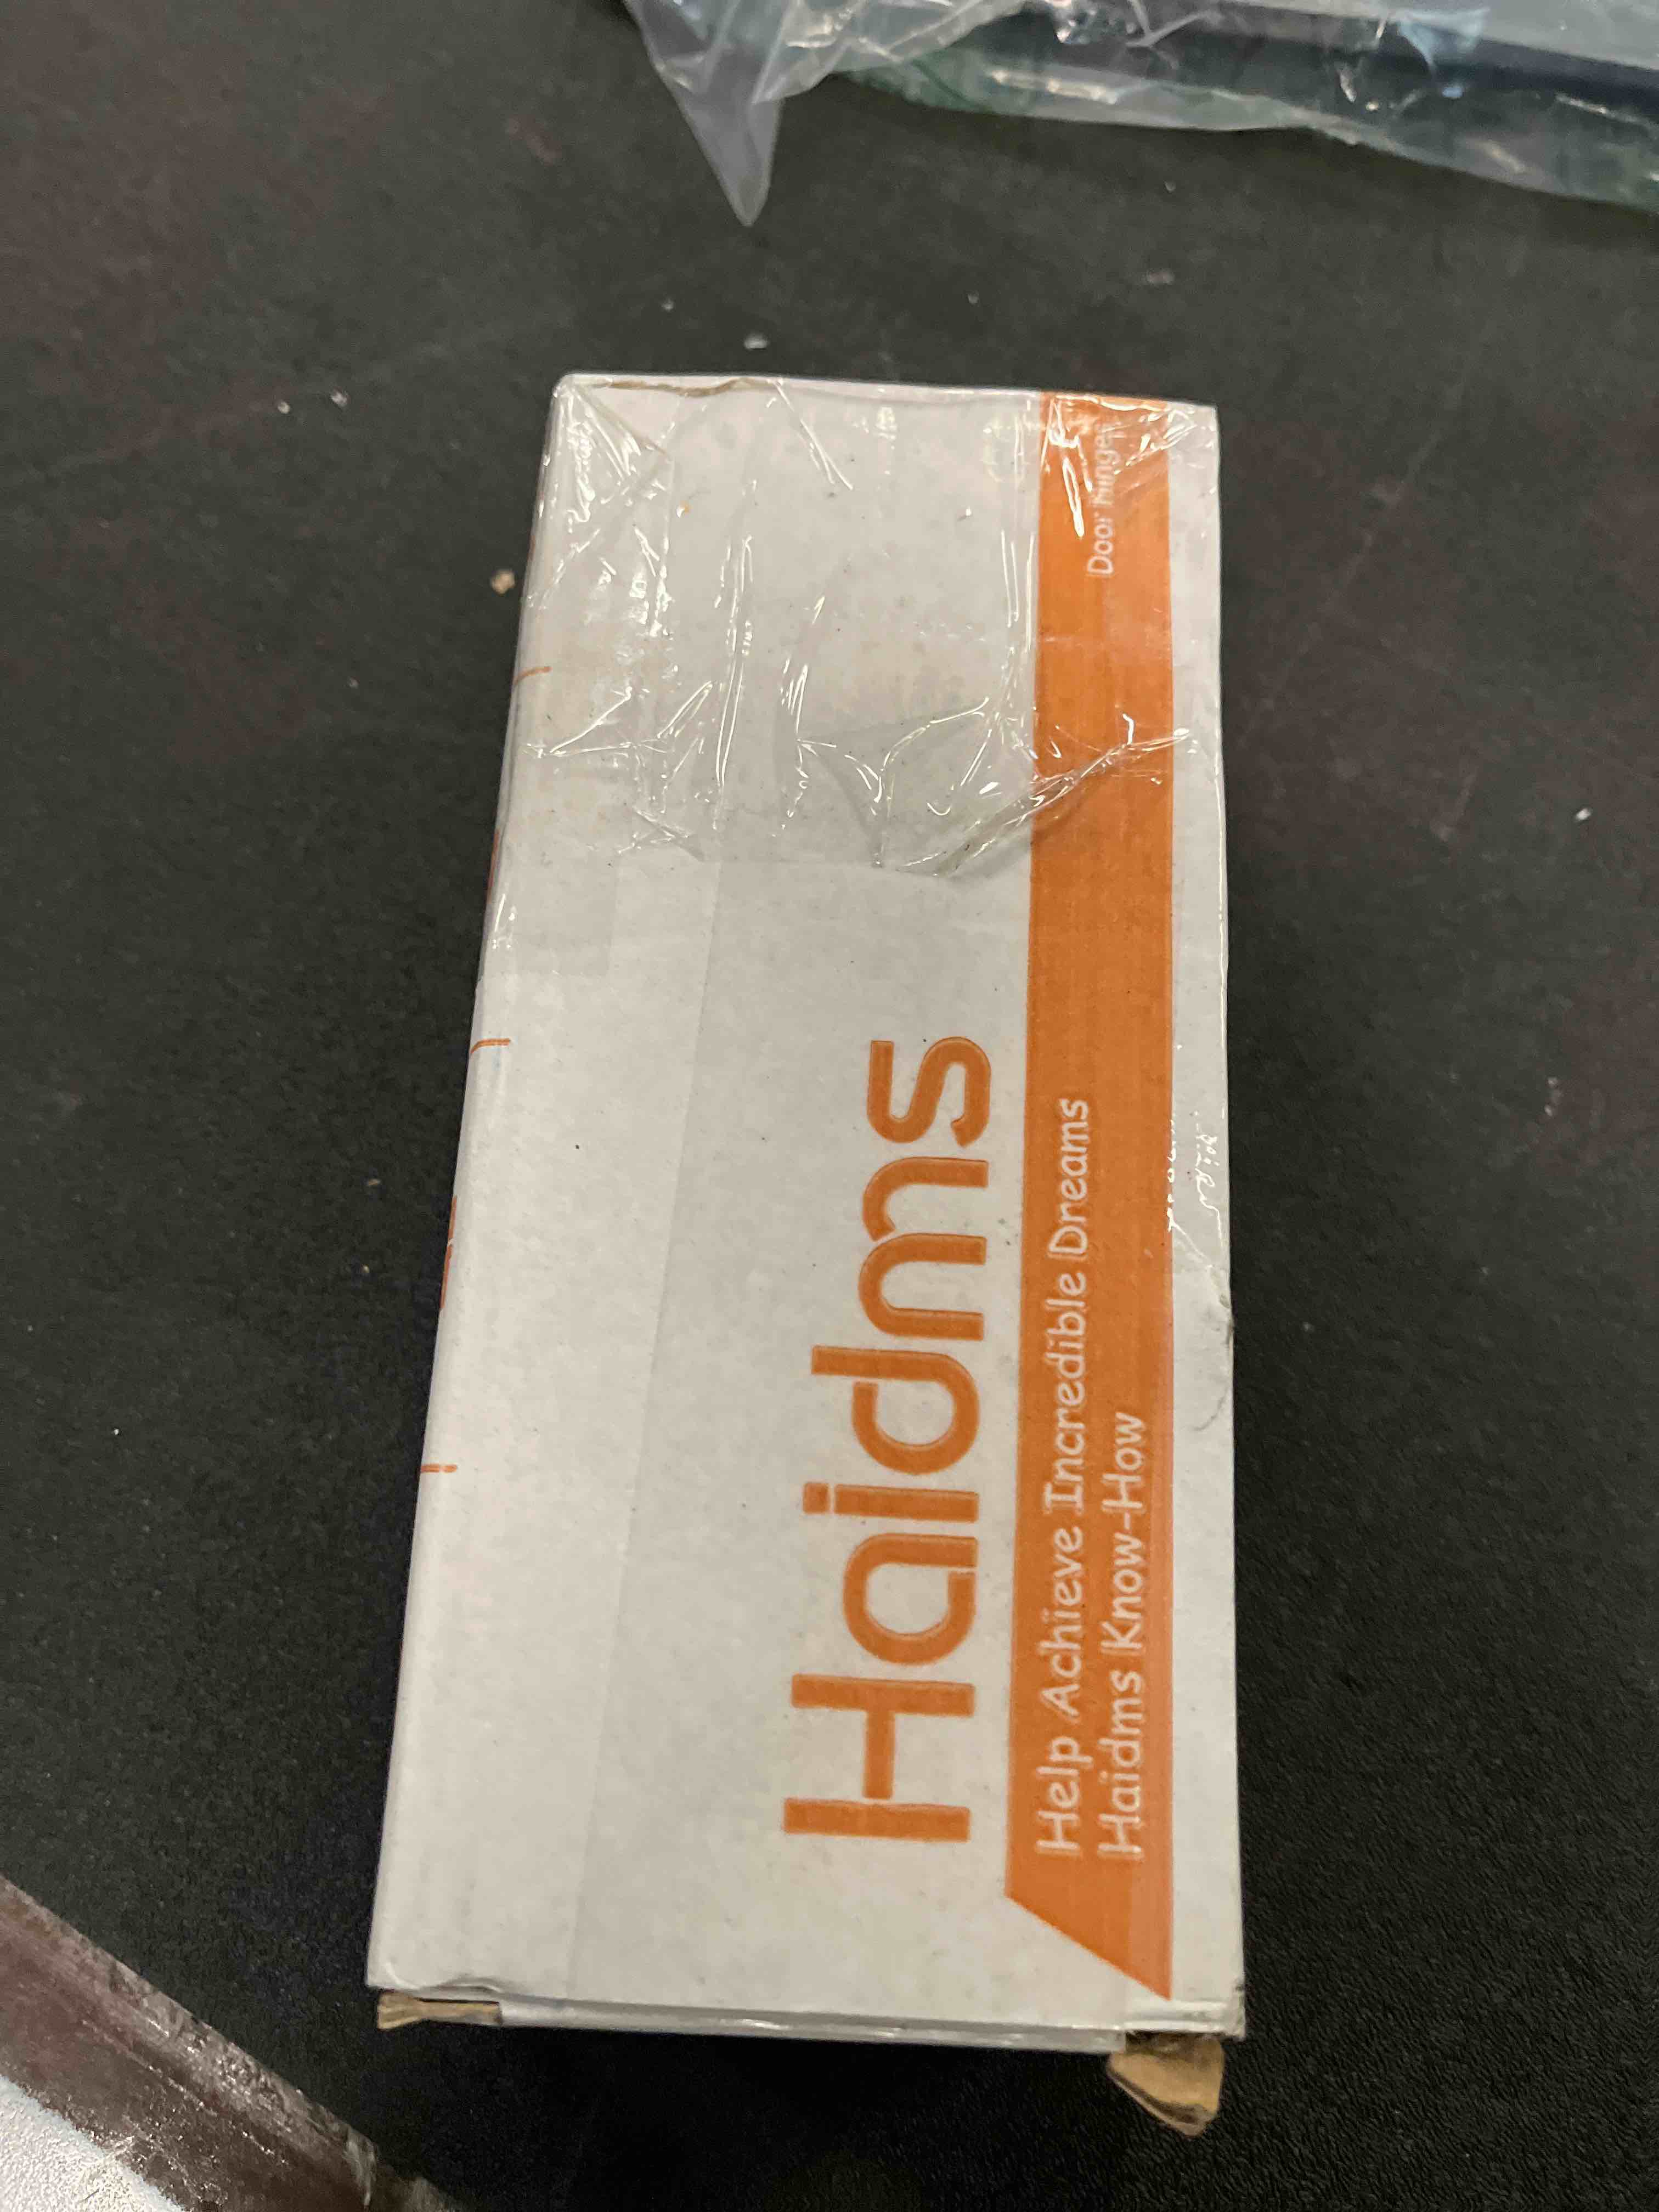 Haidms
Help Achieve Incredible Dreams
Haidms Know-How
Door hinges